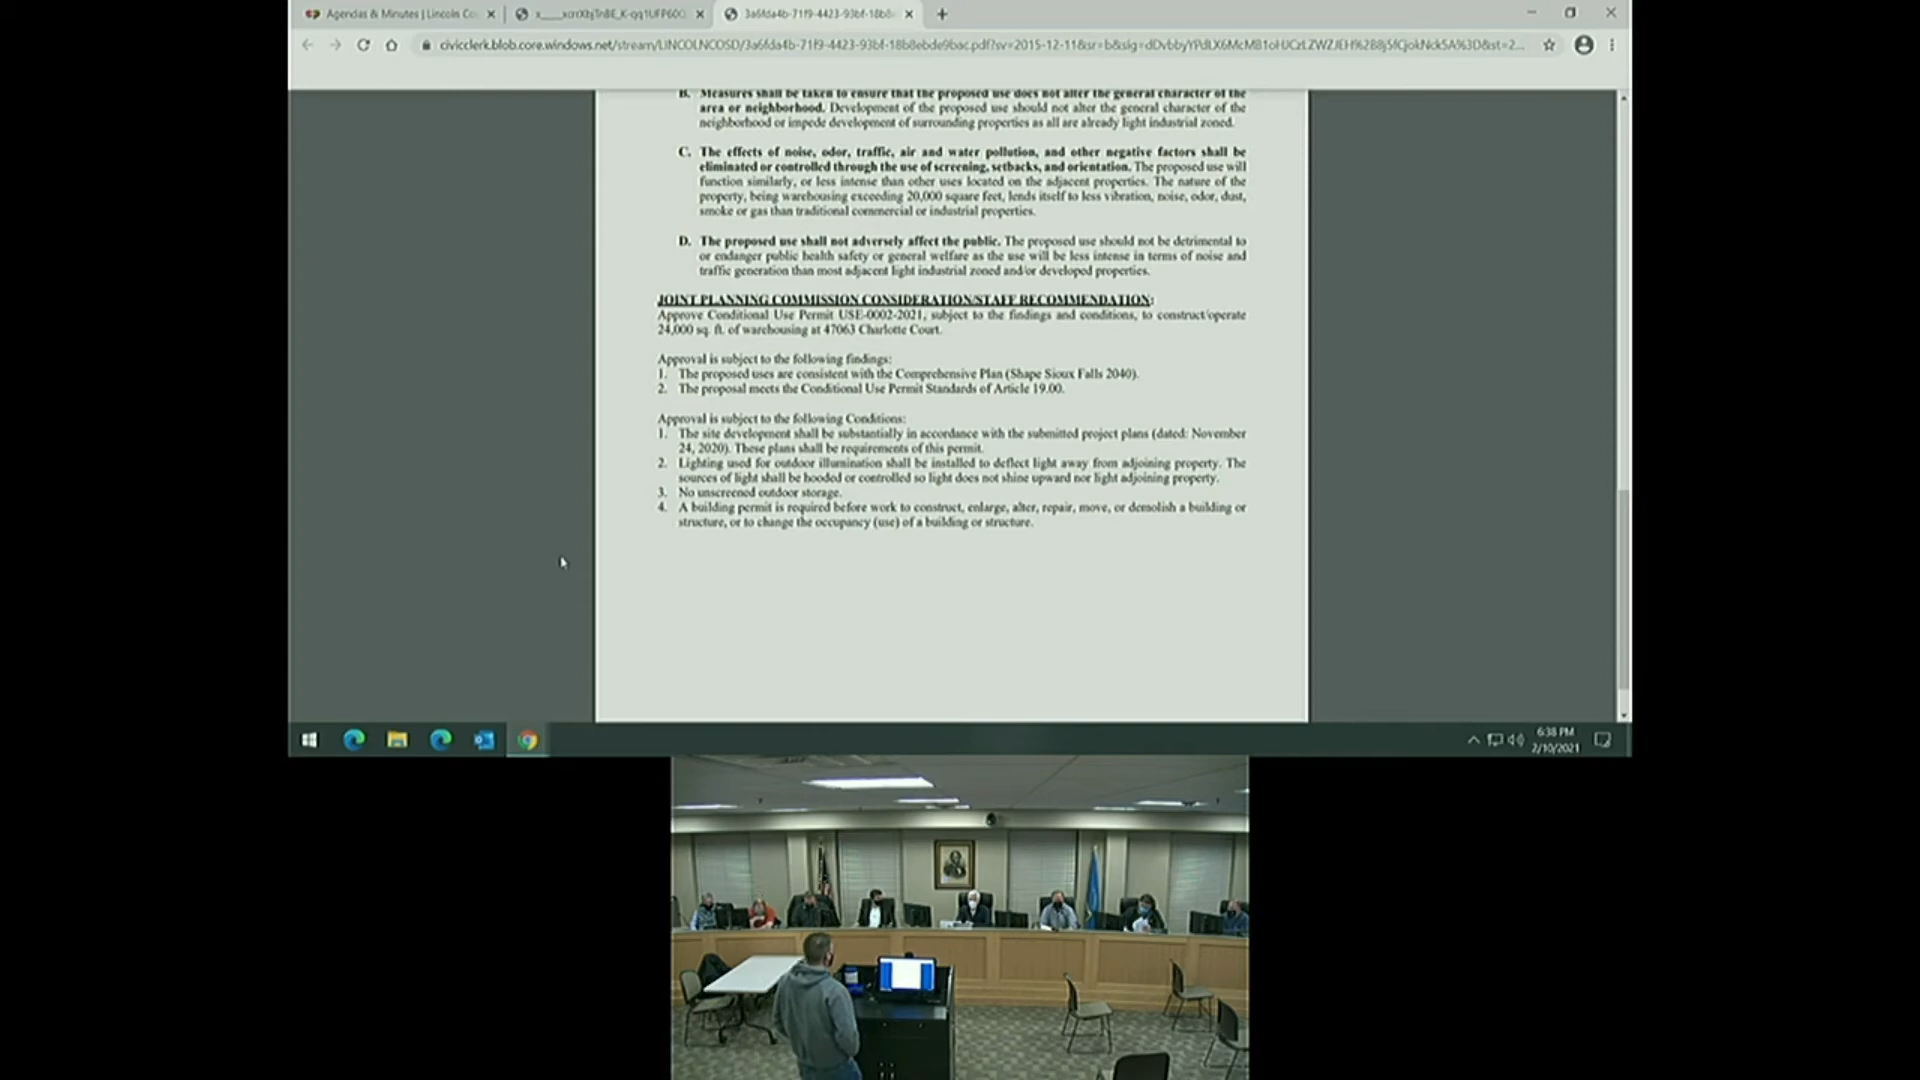 Agendas & Minutes | Lincoln Co
3a6fda4b-71f9-4423-93bf-18b8
B. Measures shall be taken to ensure that the proposed use does not alter the general character of the
area or neighborhood. Development of the proposed use should not alter the general character of the
neighborhood or impede development of surrounding properties as all are already light industrial zoned.
C. The effects of noise, odor, traffic, air and water pollution, and other negative factors shall be
eliminated or controlled through the use of screening, setbacks, and orientation. The proposed use will
function similarly, or less intense than other uses located on the adjacent properties. The nature of the
property, being warehousing exceeding 20,000 square feet, lends itself to less vibration, noise, odor, dust,
smoke or gas than traditional commercial or industrial properties.
D. The proposed use shall not adversely affect the public. The proposed use should not be detrimental to
or endanger public health safety or general welfare as the use will be less intense in terms of noise and
traffic generation than most adjacent light industrial zoned and/or developed properties.
JOINT PLANNING COMMISSION CONSIDERATION/STAFF RECOMMENDATION:
Approve Conditional Use Permit USE-0002-2021, subject to the findings and conditions, to construct/operate
24,000 sq. ft. of warehousing at 47063 Charlotte Court.
Approval is subject to the following findings:
1. The proposed uses are consistent with the Comprehensive Plan (Shape Sioux Falls 2040).
2. The proposal meets the Conditional Use Permit Standards of Article 19.00.
Approval is subject to the following Conditions:
1. The site development shall be substantially in accordance with the submitted project plans (dated: November
24, 2020). These plans shall be requirements of this permit.
2. Lighting used for outdoor illumination shall be installed to deflect light away from adjoining property. The
sources of light shall be hooded or controlled so light does not shine upward nor light adjoining property.
3. No unscreened outdoor storage.
4. A building permit is required before work to construct, enlarge, alter, repair, move, or demolish a building or
structure, or to change the occupancy (use) of a building or structure.
6:38 PM
2/10/2021